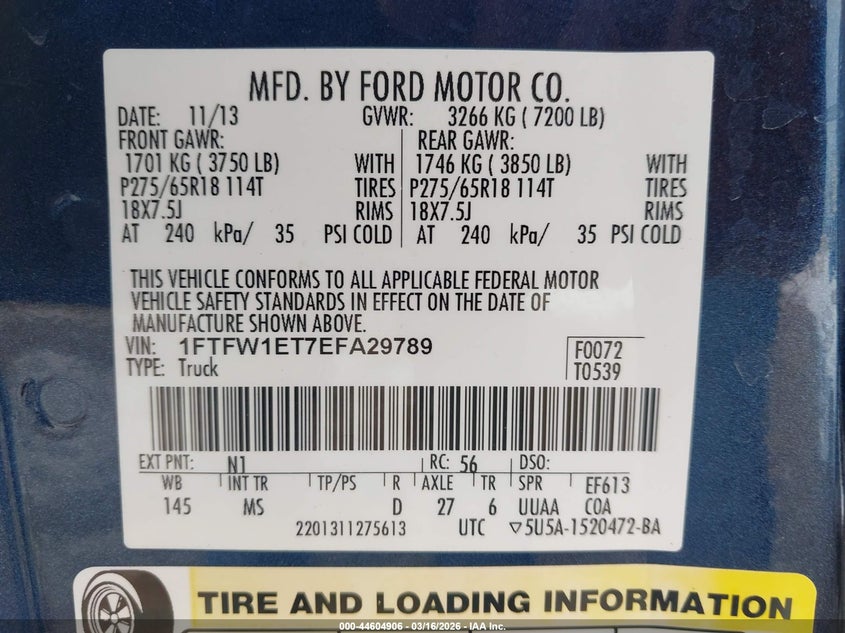 MFD. BY FORD MOTOR CO.
DATE: 11/13 GVWR: 3266 KG ( 7200 LB)
FRONT GAWR: REAR GAWR:
1701 KG ( 3750 LB) WITH 1746 KG ( 3850 LB) WITH
P275/65R18 114T TIRES P275/65R18 114T TIRES
18X7.5J RIMS 18X7.5J RIMS
AT 240 kPa/ 35 PSI COLD AT 240 kPa/ 35 PSI COLD
THIS VEHICLE CONFORMS TO ALL APPLICABLE FEDERAL MOTOR
VEHICLE SAFETY STANDARDS IN EFFECT ON THE DATE OF
MANUFACTURE SHOWN ABOVE.
VIN: 1FTFW1ET7EFA29789 F0072
TYPE: Truck T0539
EXT PNT: N1 RC: 56 DSO:
WB INT TR TP/PS R AXLE TR SPR EF613
145 MS D 27 6 UUAA COA
2201311275613 UTC ▽5U5A-1520472-BA
TIRE AND LOADING INFORMATION
000-44604906 - 03/16/2026 - IAA Inc.